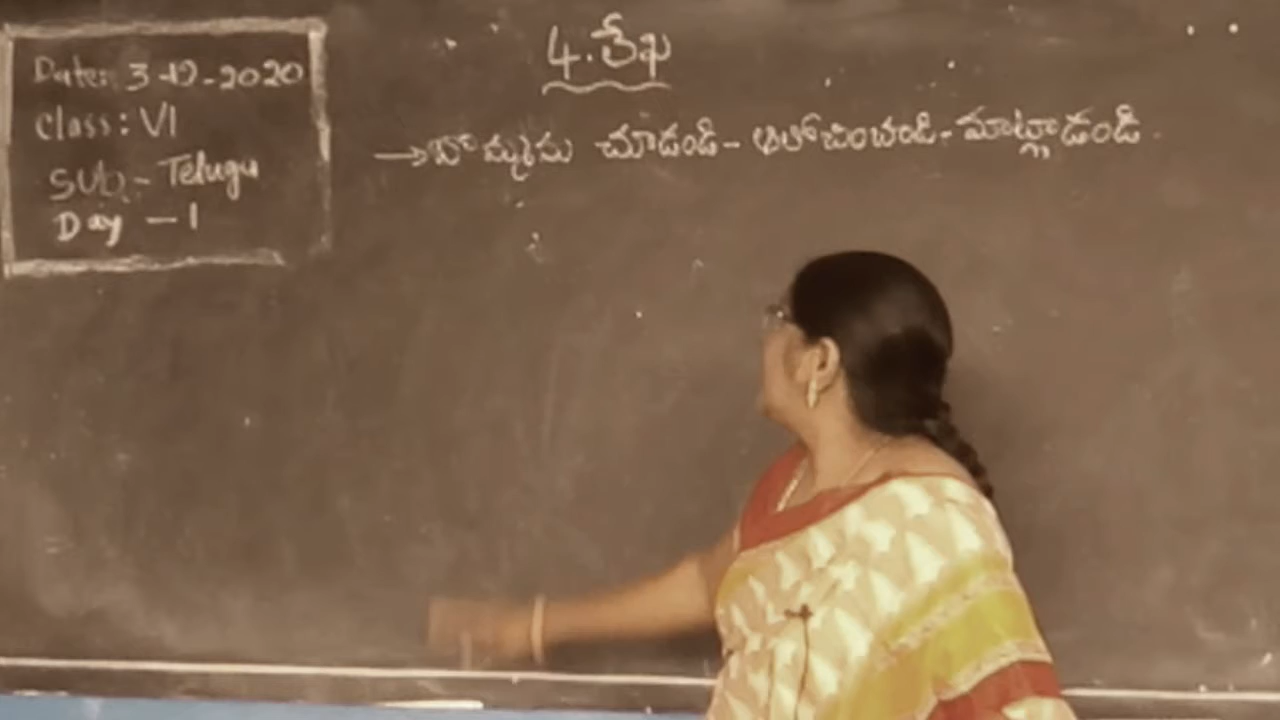 Date: 3-12-2020
Class: VI
Sub - Telugu
Day - 1
4. లేఖ
→ బొమ్మను చూడండి - ఆలోచించండి - మాట్లాడండి.